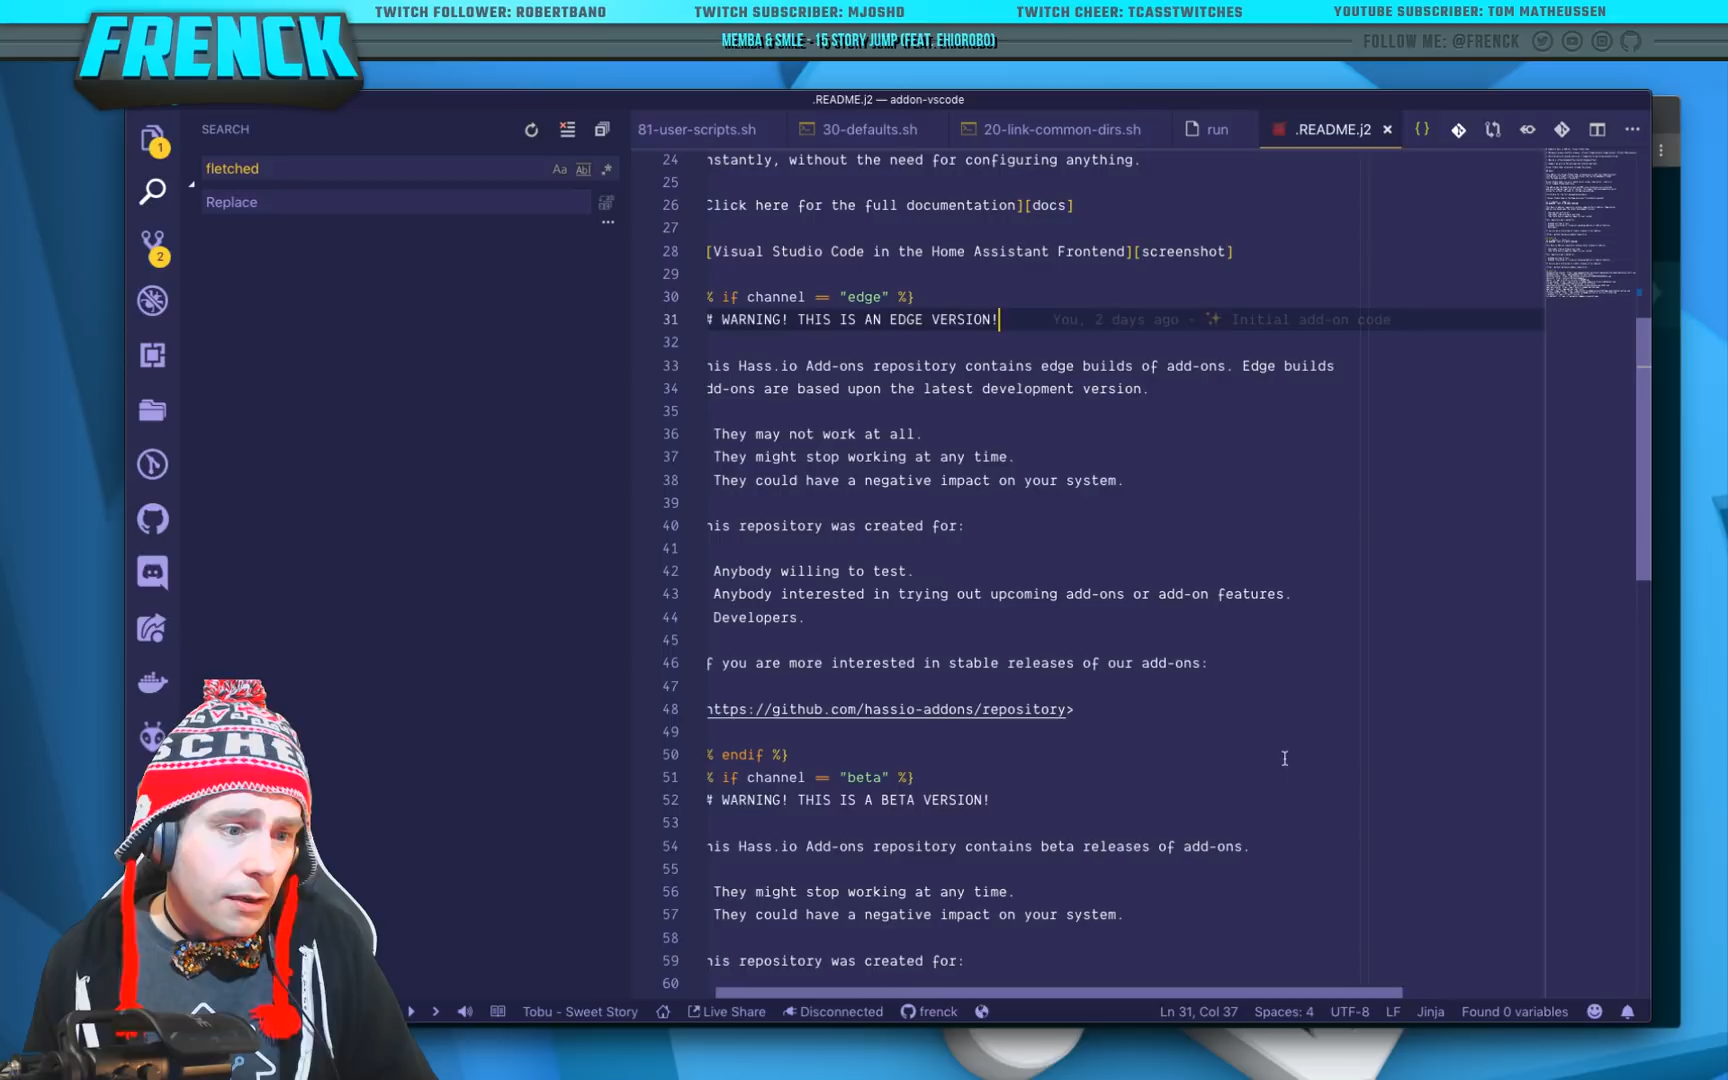 TWITCH FOLLOWER: ROBERTBANO
TWITCH SUBSCRIBER: MJOSHD
TWITCH CHEER: TCASSTWITCHES
YOUTUBE SUBSCRIBER: TOM MATHEUSSEN
FRENCK
MEMBA & SMLE - 15 STORY JUMP (FEAT. EHIOROBO)
FOLLOW ME: @FRENCK
.README.j2 — addon-vscode
SEARCH
81-user-scripts.sh
30-defaults.sh
20-link-common-dirs.sh
run
.README.j2
1
fletched
Aa
Abl
Replace
2
24 nstantly, without the need for configuring anything.
25
26 Click here for the full documentation][docs]
27
28 [Visual Studio Code in the Home Assistant Frontend][screenshot]
29
30 % if channel == "edge" %}
31 # WARNING! THIS IS AN EDGE VERSION! You, 2 days ago • ✨ Initial add-on code
32
33 his Hass.io Add-ons repository contains edge builds of add-ons. Edge builds
34 dd-ons are based upon the latest development version.
35
36 They may not work at all.
37 They might stop working at any time.
38 They could have a negative impact on your system.
39
40 his repository was created for:
41
42 Anybody willing to test.
43 Anybody interested in trying out upcoming add-ons or add-on features.
44 Developers.
45
46 f you are more interested in stable releases of our add-ons:
47
48 https://github.com/hassio-addons/repository>
49
50 % endif %}
51 % if channel == "beta" %}
52 # WARNING! THIS IS A BETA VERSION!
53
54 his Hass.io Add-ons repository contains beta releases of add-ons.
55
56 They might stop working at any time.
57 They could have a negative impact on your system.
58
59 his repository was created for:
60
Tobu - Sweet Story
Live Share
Disconnected
frenck
Ln 31, Col 37
Spaces: 4
UTF-8
LF
Jinja
Found 0 variables